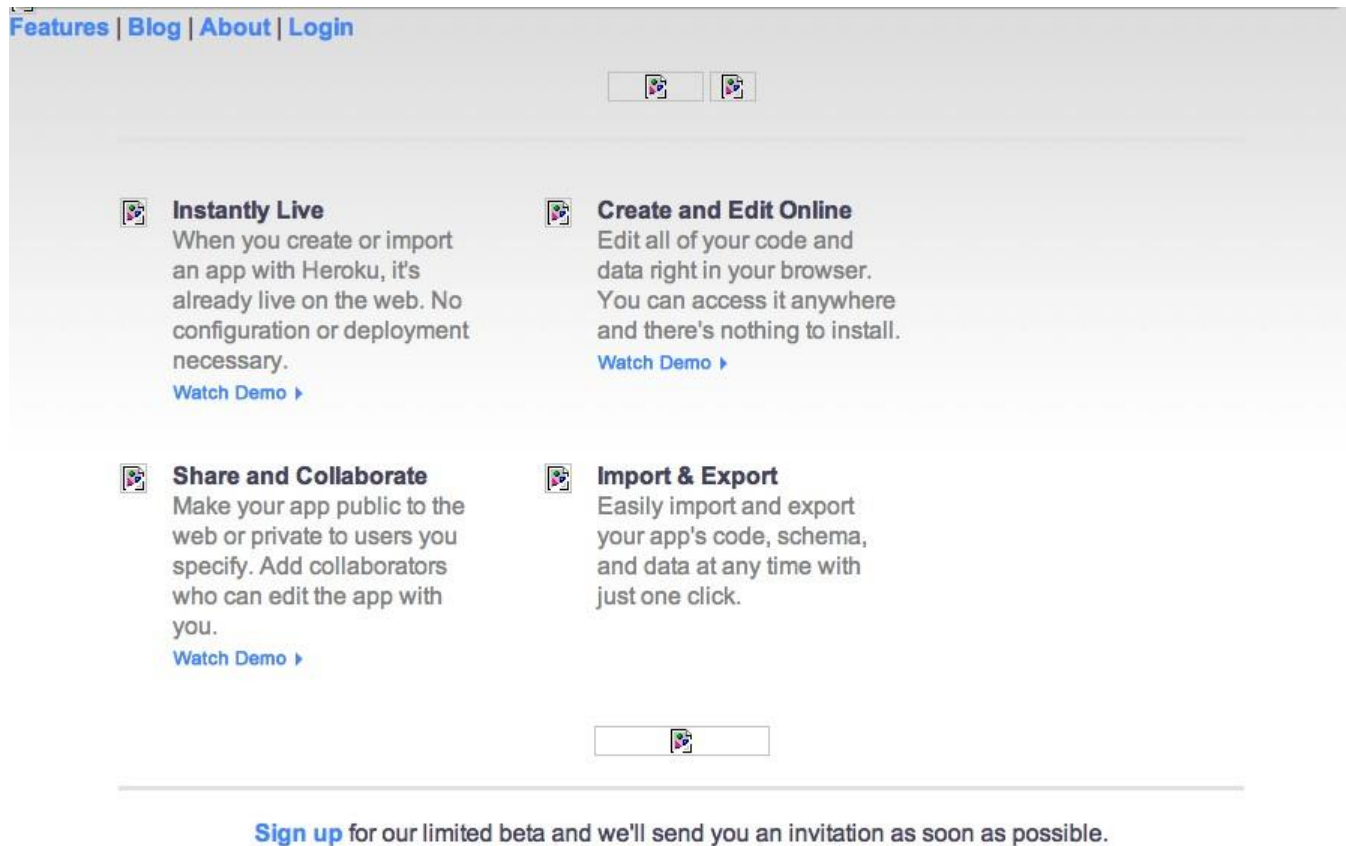 Features | Blog | About | Login
Instantly Live
When you create or import
an app with Heroku, it's
already live on the web. No
configuration or deployment
necessary.
Watch Demo
Create and Edit Online
Edit all of your code and
data right in your browser.
You can access it anywhere
and there's nothing to install.
Watch Demo
Share and Collaborate
Make your app public to the
web or private to users you
specify. Add collaborators
who can edit the app with
you.
Watch Demo
Import & Export
Easily import and export
your app's code, schema,
and data at any time with
just one click.
Sign up for our limited beta and we'll send you an invitation as soon as possible.